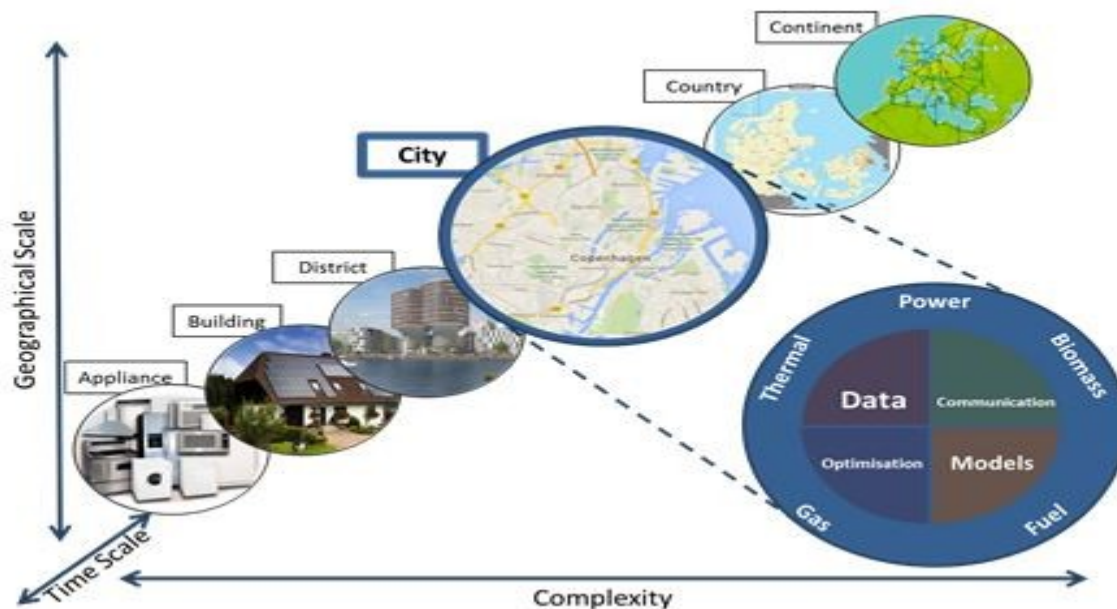 Continent
Country
City
District
Building
Appliance
Geographical Scale
Time Scale
Complexity
Copenhagen
Power
Thermal
Biomass
Data
Communication
Optimisation
Models
Gas
Fuel